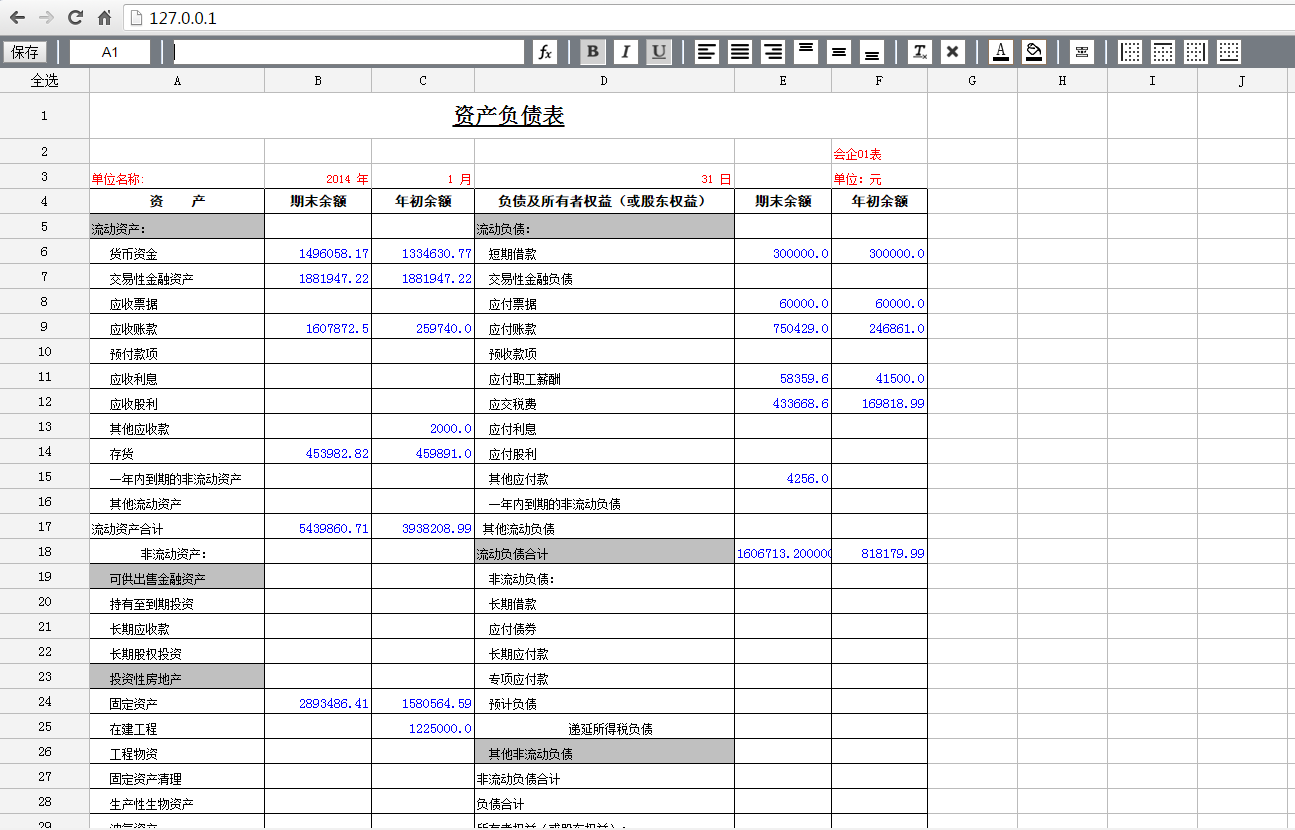 127.0.0.1
保存 A1 fx B I U A
全选 A B C D E F G H I J
1 资产负债表
2 会企01表
3 单位名称: 2014 年 1 月 31 日 单位：元
4 资 产 期末余额 年初余额 负债及所有者权益（或股东权益） 期末余额 年初余额
5 流动资产： 流动负债：
6 货币资金 1496058.17 1334630.77 短期借款 300000.0 300000.0
7 交易性金融资产 1881947.22 1881947.22 交易性金融负债
8 应收票据 应付票据 60000.0 60000.0
9 应收账款 1607872.5 259740.0 应付账款 750429.0 246861.0
10 预付款项 预收款项
11 应收利息 应付职工薪酬 58359.6 41500.0
12 应收股利 应交税费 433668.6 169818.99
13 其他应收款 2000.0 应付利息
14 存货 453982.82 459891.0 应付股利
15 一年内到期的非流动资产 其他应付款 4256.0
16 其他流动资产 一年内到期的非流动负债
17 流动资产合计 5439860.71 3938208.99 其他流动负债
18 非流动资产： 流动负债合计 1606713.200000 818179.99
19 可供出售金融资产 非流动负债：
20 持有至到期投资 长期借款
21 长期应收款 应付债券
22 长期股权投资 长期应付款
23 投资性房地产 专项应付款
24 固定资产 2893486.41 1580564.59 预计负债
25 在建工程 1225000.0 递延所得税负债
26 工程物资 其他非流动负债
27 固定资产清理 非流动负债合计
28 生产性生物资产 负债合计
29 油气资产 所有者权益（或股东权益）：